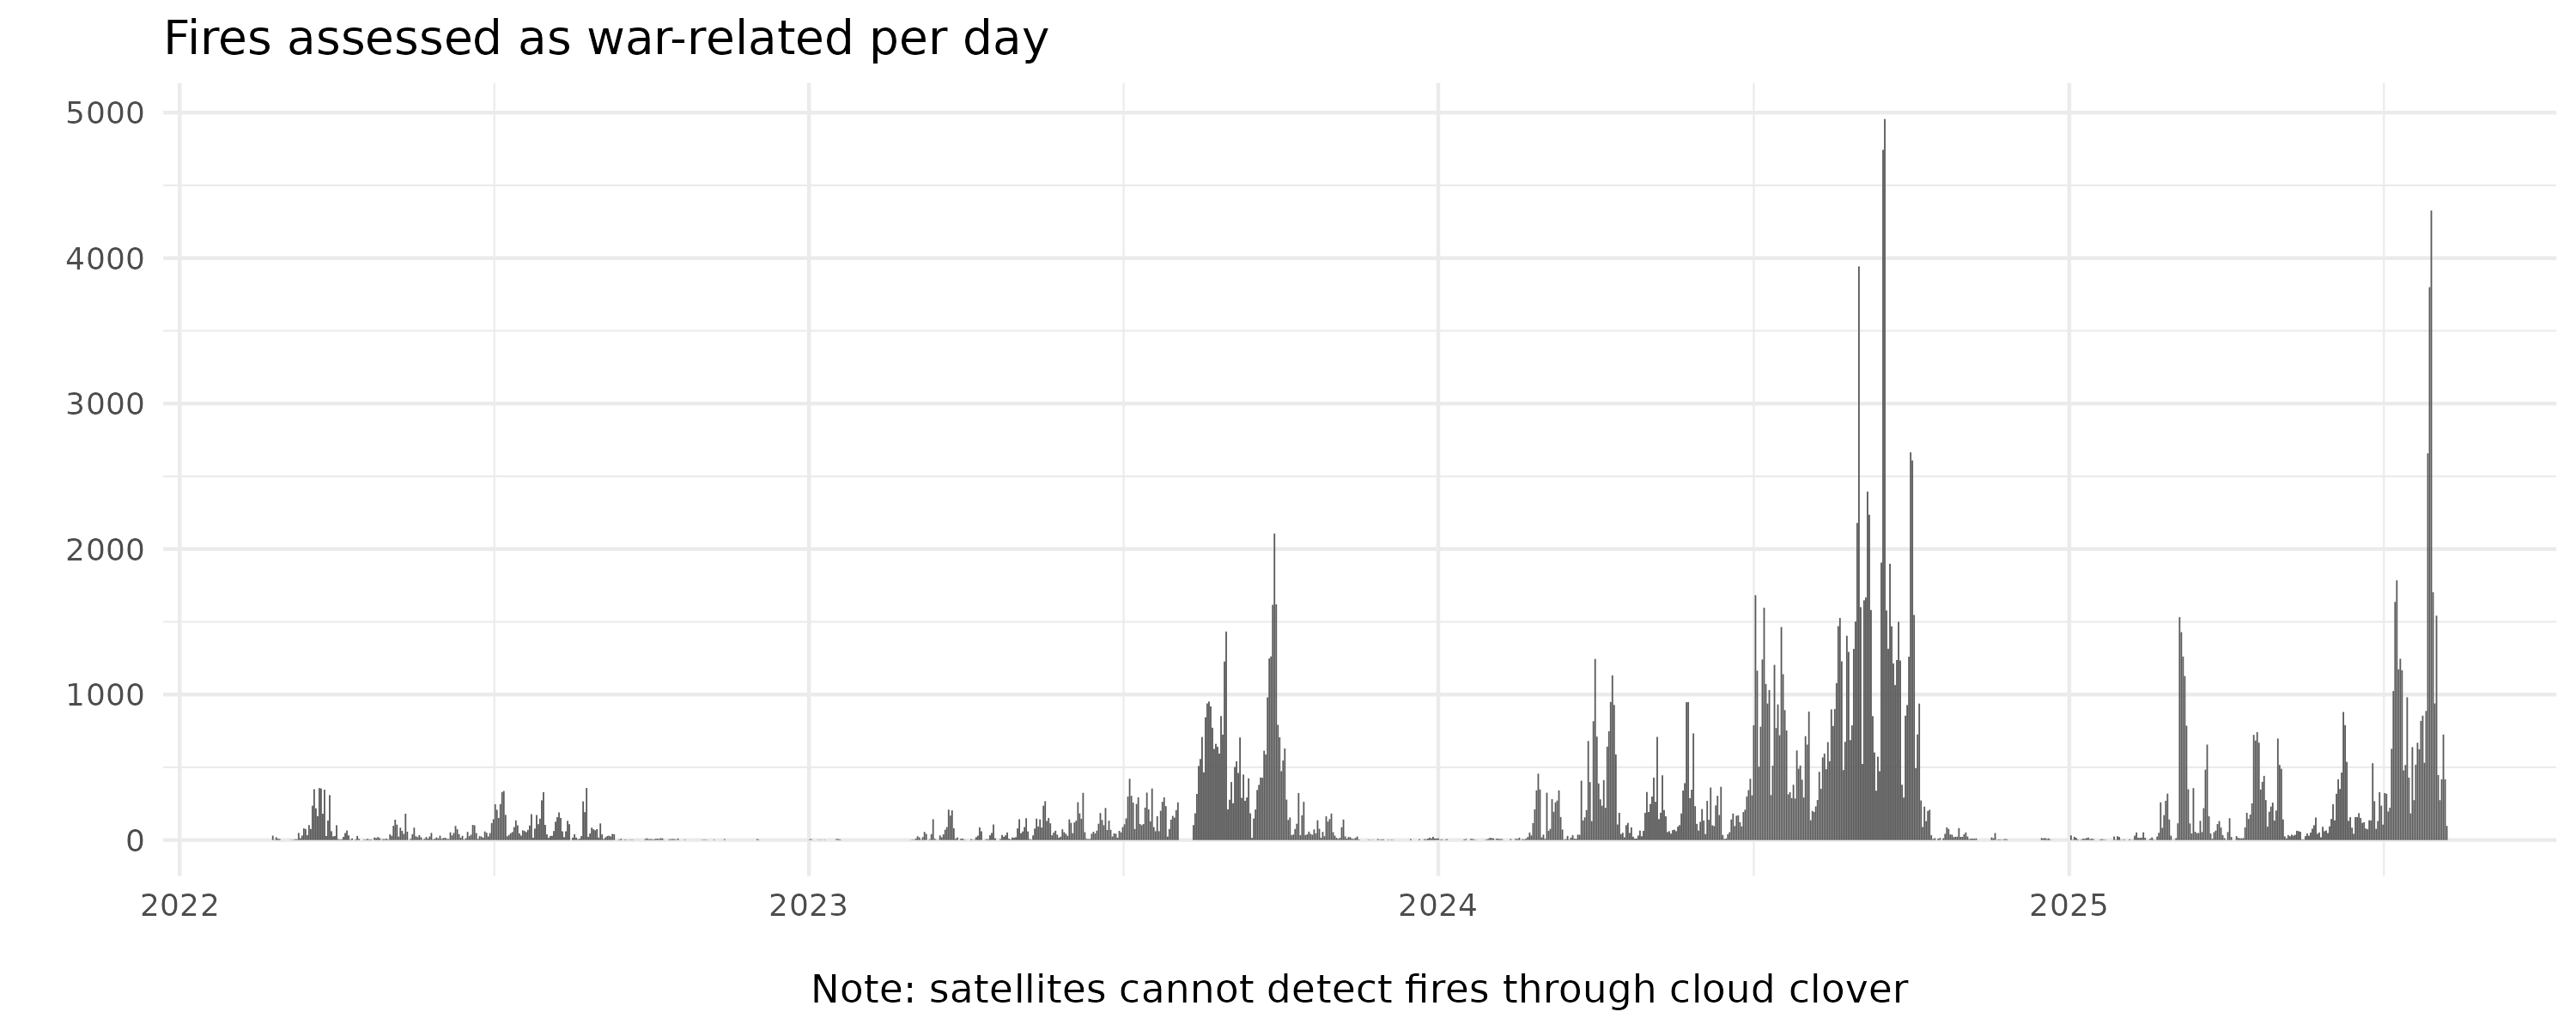 Fires assessed as war-related per day
5000
4000
3000
2000
1000
0
2022 2023 2024 2025
Note: satellites cannot detect fires through cloud clover